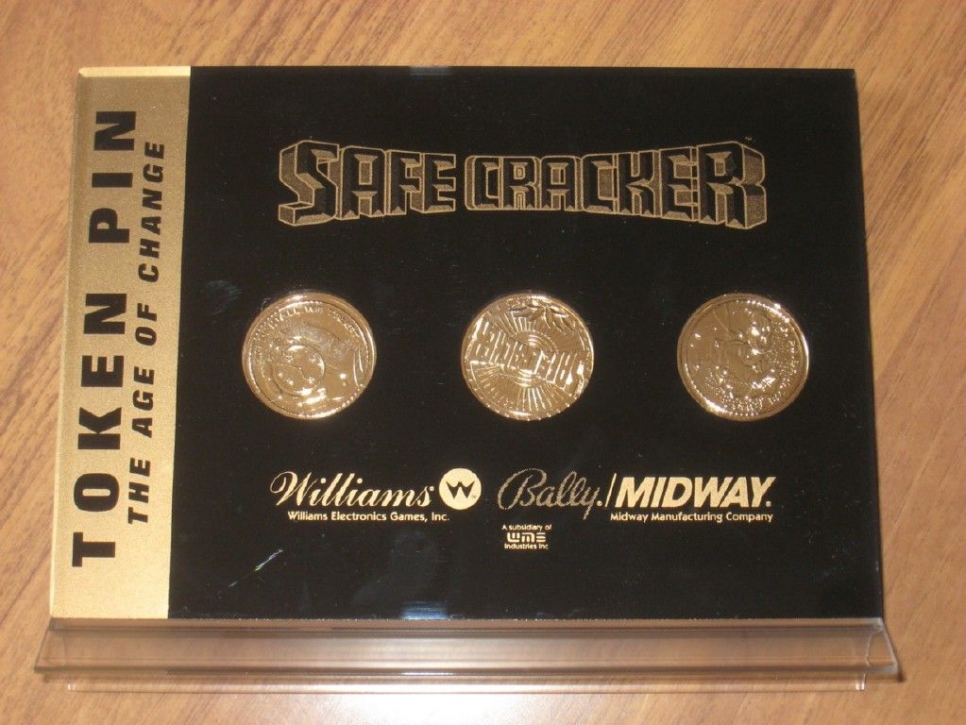 TOKEN PIN
THE AGE OF CHANGE
SAFE CRACKER
Williams W
Williams Electronics Games, Inc.
Bally./MIDWAY.
Midway Manufacturing Company
A subsidiary of
WMS
Industries Inc